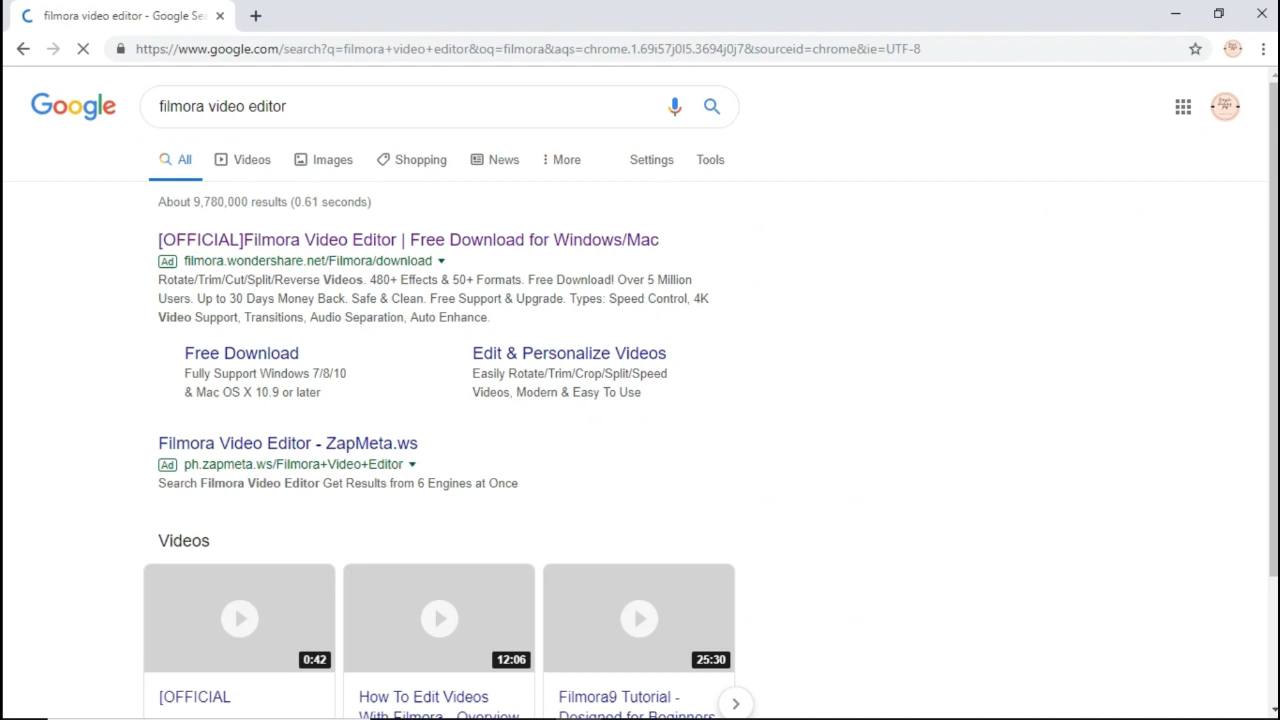 filmora video editor - Google Sea
https://www.google.com/search?q=filmora+video+editor&oq=filmora&aqs=chrome.1.69i57j0l5.3694j0j7&sourceid=chrome&ie=UTF-8
Google
filmora video editor
All Videos Images Shopping News More Settings Tools
About 9,780,000 results (0.61 seconds)
[OFFICIAL]Filmora Video Editor | Free Download for Windows/Mac
Ad filmora.wondershare.net/Filmora/download
Rotate/Trim/Cut/Split/Reverse Videos. 480+ Effects & 50+ Formats. Free Download! Over 5 Million
Users. Up to 30 Days Money Back. Safe & Clean. Free Support & Upgrade. Types: Speed Control, 4K
Video Support, Transitions, Audio Separation, Auto Enhance.
Free Download
Fully Support Windows 7/8/10
& Mac OS X 10.9 or later
Edit & Personalize Videos
Easily Rotate/Trim/Crop/Split/Speed
Videos, Modern & Easy To Use
Filmora Video Editor - ZapMeta.ws
Ad ph.zapmeta.ws/Filmora+Video+Editor
Search Filmora Video Editor Get Results from 6 Engines at Once
Videos
0:42
12:06
25:30
[OFFICIAL
How To Edit Videos
With Filmora - Overview
Filmora9 Tutorial -
Designed for Beginners